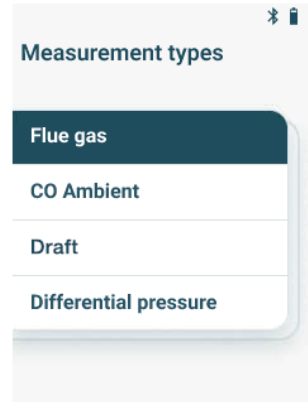 Measurement types
Flue gas
CO Ambient
Draft
Differential pressure